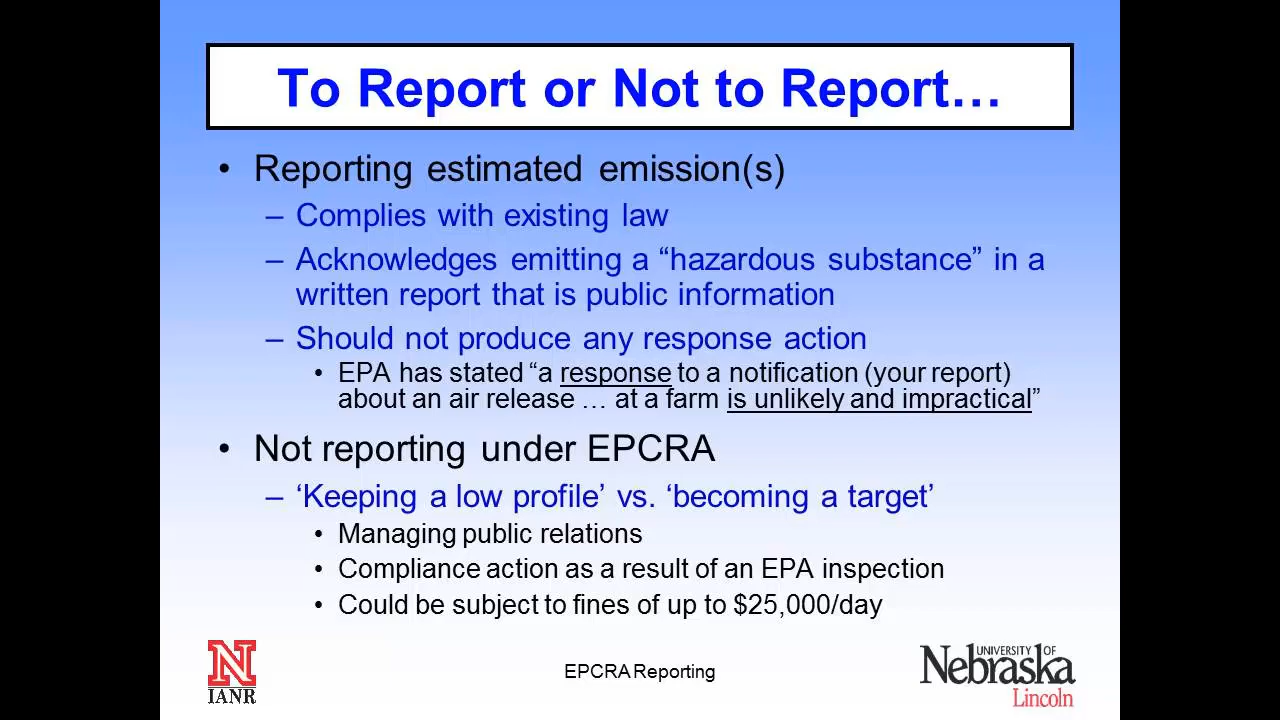 To Report or Not to Report…
• Reporting estimated emission(s)
– Complies with existing law
– Acknowledges emitting a “hazardous substance” in a
written report that is public information
– Should not produce any response action
• EPA has stated “a response to a notification (your report)
about an air release … at a farm is unlikely and impractical”
• Not reporting under EPCRA
– ‘Keeping a low profile’ vs. ‘becoming a target’
• Managing public relations
• Compliance action as a result of an EPA inspection
• Could be subject to fines of up to $25,000/day
N
IANR
EPCRA Reporting
UNIVERSITY OF
Nebraska
Lincoln